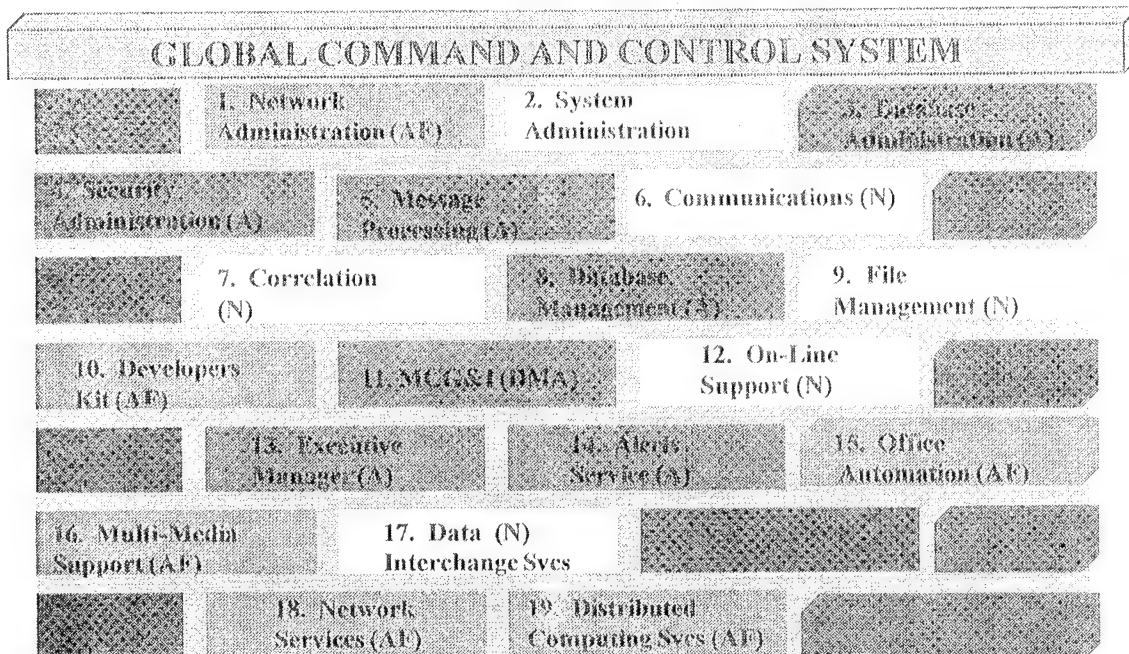 GLOBAL COMMAND AND CONTROL SYSTEM
1. Network
Administration (AF)
2. System
Administration
3. Database
Administration (A)
4. Security
Administration (A)
5. Message
Processing (A)
6. Communications (N)
7. Correlation
(N)
8. Database
Management (A)
9. File
Management (N)
10. Developers
Kit (AF)
11. MCG&I (DMA)
12. On-Line
Support (N)
13. Executive
Manager (A)
14. Alerts
Service (A)
15. Office
Automation (AF)
16. Multi-Media
Support (AF)
17. Data (N)
Interchange Svcs
18. Network
Services (AF)
19. Distributed
Computing Svcs (AF)